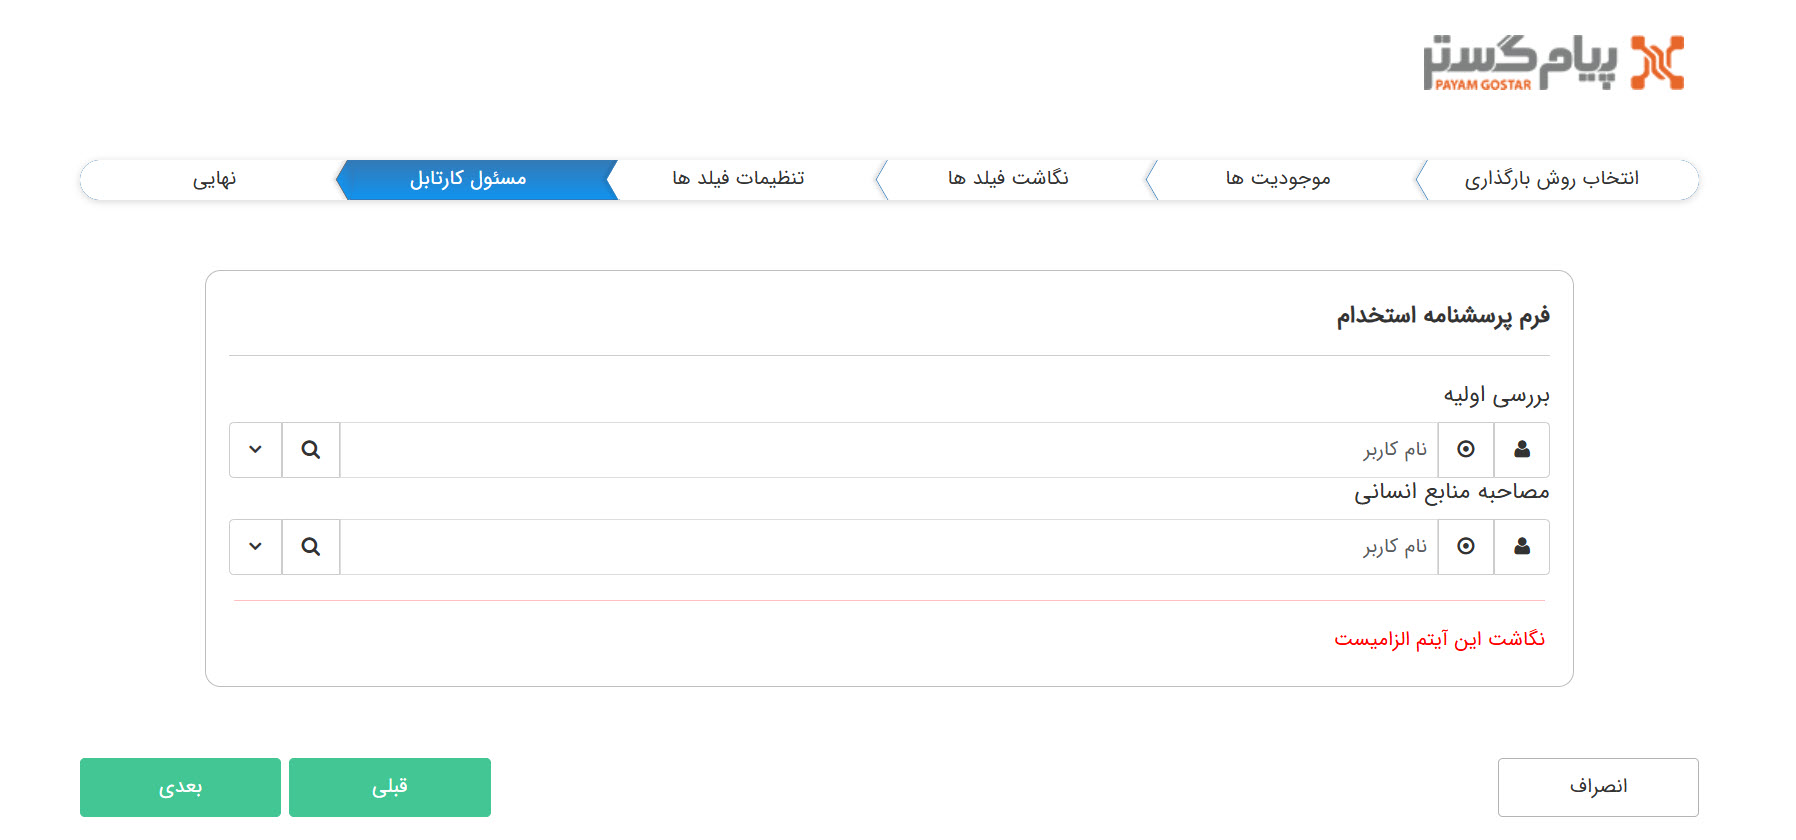 پیام گستر
PAYAM GOSTAR
انتخاب روش بارگذاری
موجودیت ها
نگاشت فیلد ها
تنظیمات فیلد ها
مسئول کارتابل
نهایی
فرم پرسشنامه استخدام
بررسی اولیه
نام کاربر
مصاحبه منابع انسانی
نام کاربر
نگاشت این آیتم الزامیست
انصراف
قبلی
بعدی